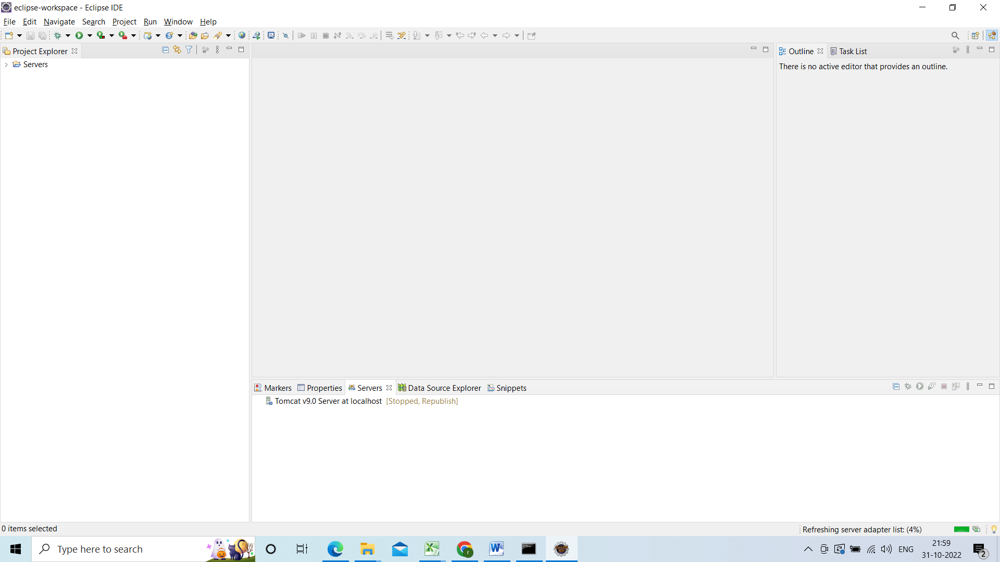 eclipse-workspace - Eclipse IDE
File Edit Navigate Search Project Run Window Help
Project Explorer
Servers
Outline
Task List
There is no active editor that provides an outline.
Markers
Properties
Servers
Data Source Explorer
Snippets
Tomcat v9.0 Server at localhost [Stopped, Republish]
0 items selected
Refreshing server adapter list: (4%)
Type here to search
ENG
21:59
31-10-2022
2